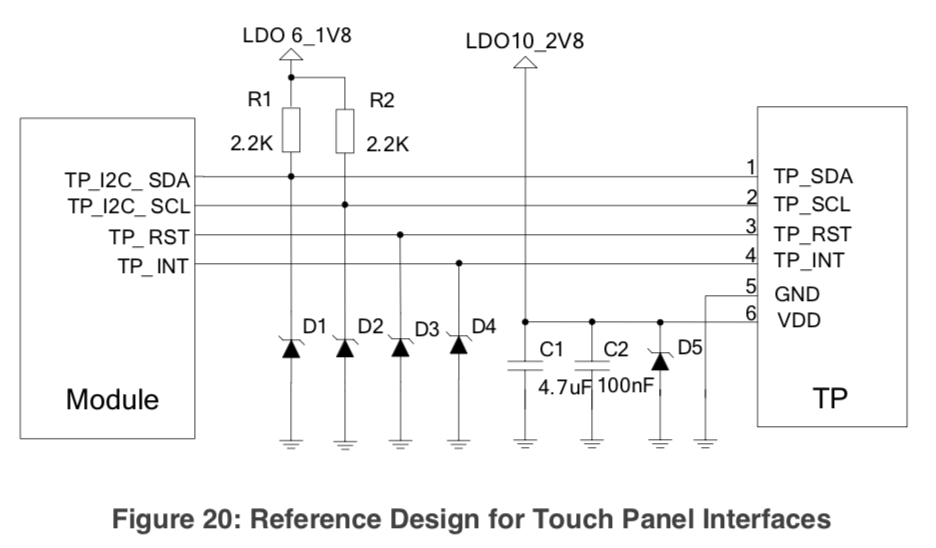 LDO 6_1V8
LDO10_2V8
R1
R2
2.2K
2.2K
TP_I2C_ SDA
TP_I2C_ SCL
TP_ RST
TP_ INT
1
TP_SDA
2
TP_SCL
3
TP_RST
4
TP_INT
5
GND
6
VDD
D1
D2
D3
D4
C1
C2
D5
4.7uF
100nF
Module
TP
Figure 20: Reference Design for Touch Panel Interfaces